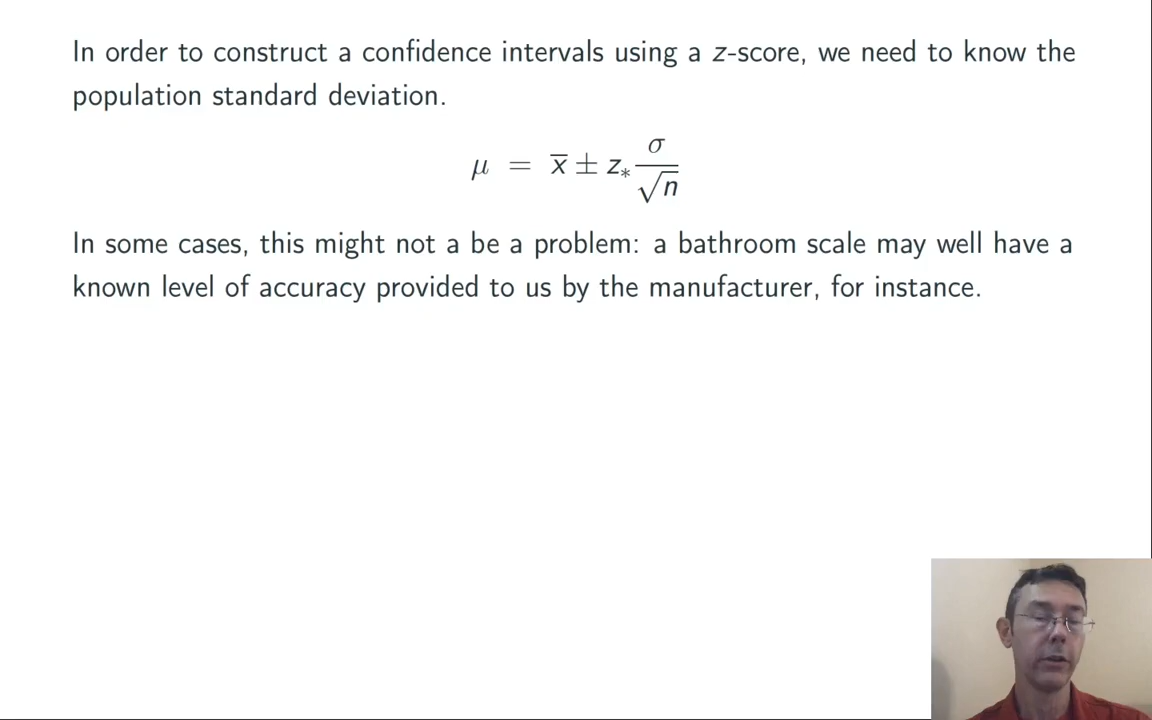 In order to construct a confidence intervals using a z-score, we need to know the
population standard deviation.
μ = x̅ ± z∗ σ/√n
In some cases, this might not a be a problem: a bathroom scale may well have a
known level of accuracy provided to us by the manufacturer, for instance.